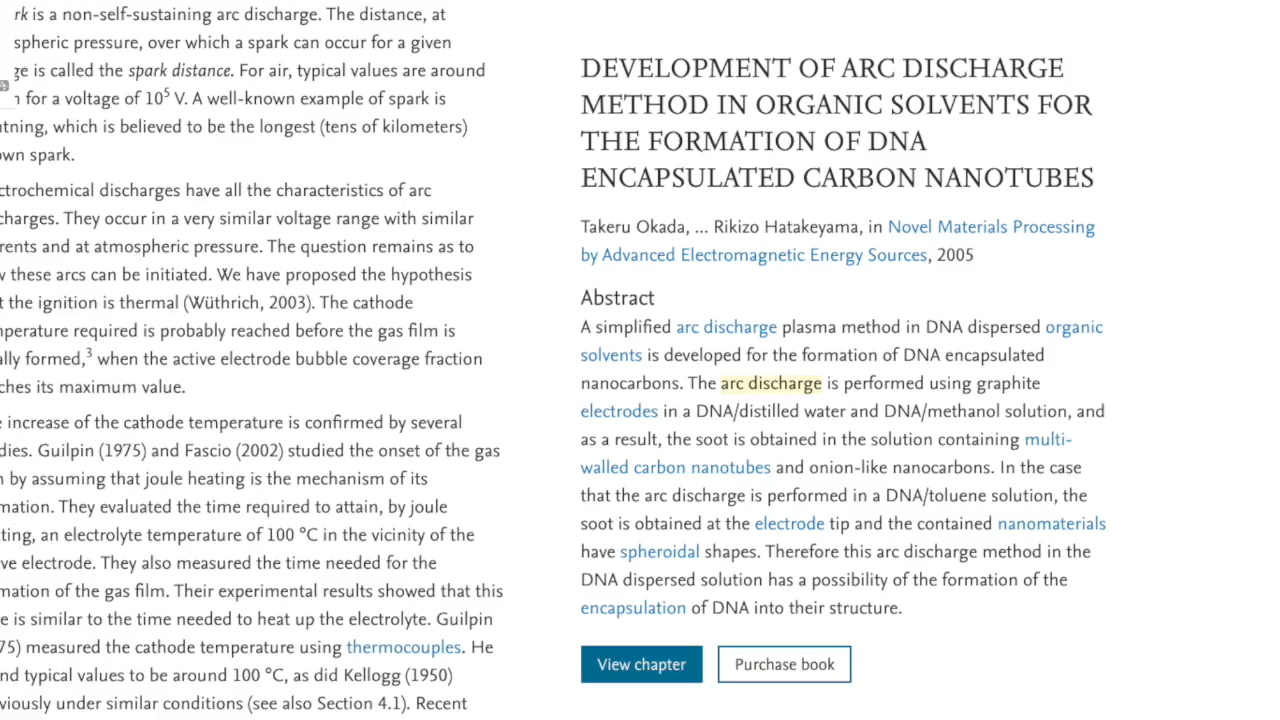 rk is a non-self-sustaining arc discharge. The distance, at
spheric pressure, over which a spark can occur for a given
ge is called the spark distance. For air, typical values are around
for a voltage of 10⁵ V. A well-known example of spark is
tning, which is believed to be the longest (tens of kilometers)
own spark.
ctrochemical discharges have all the characteristics of arc
charges. They occur in a very similar voltage range with similar
rents and at atmospheric pressure. The question remains as to
w these arcs can be initiated. We have proposed the hypothesis
t the ignition is thermal (Wüthrich, 2003). The cathode
nperature required is probably reached before the gas film is
ally formed,³ when the active electrode bubble coverage fraction
ches its maximum value.
e increase of the cathode temperature is confirmed by several
dies. Guilpin (1975) and Fascio (2002) studied the onset of the gas
n by assuming that joule heating is the mechanism of its
mation. They evaluated the time required to attain, by joule
ting, an electrolyte temperature of 100 °C in the vicinity of the
ve electrode. They also measured the time needed for the
mation of the gas film. Their experimental results showed that this
e is similar to the time needed to heat up the electrolyte. Guilpin
75) measured the cathode temperature using thermocouples. He
nd typical values to be around 100 °C, as did Kellogg (1950)
viously under similar conditions (see also Section 4.1). Recent
DEVELOPMENT OF ARC DISCHARGE
METHOD IN ORGANIC SOLVENTS FOR
THE FORMATION OF DNA
ENCAPSULATED CARBON NANOTUBES
Takeru Okada, ... Rikizo Hatakeyama, in Novel Materials Processing
by Advanced Electromagnetic Energy Sources, 2005
Abstract
A simplified arc discharge plasma method in DNA dispersed organic
solvents is developed for the formation of DNA encapsulated
nanocarbons. The arc discharge is performed using graphite
electrodes in a DNA/distilled water and DNA/methanol solution, and
as a result, the soot is obtained in the solution containing multi-
walled carbon nanotubes and onion-like nanocarbons. In the case
that the arc discharge is performed in a DNA/toluene solution, the
soot is obtained at the electrode tip and the contained nanomaterials
have spheroidal shapes. Therefore this arc discharge method in the
DNA dispersed solution has a possibility of the formation of the
encapsulation of DNA into their structure.
View chapter
Purchase book